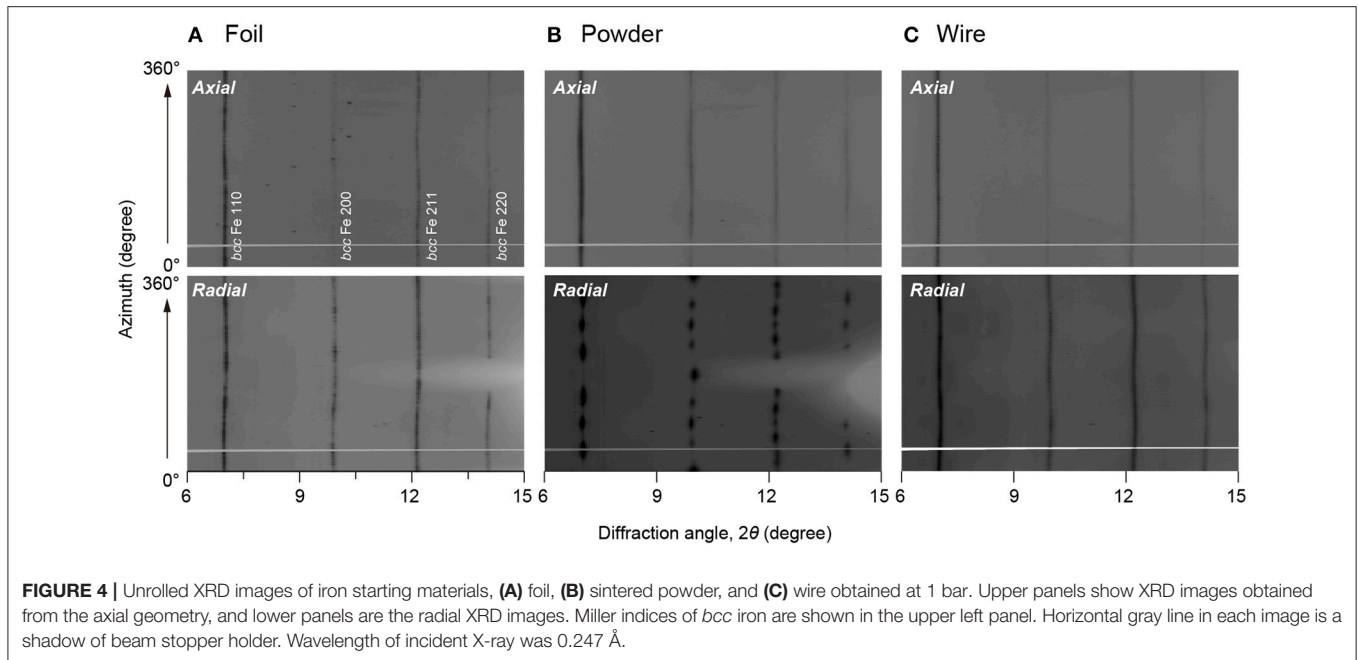 A Foil
B Powder
C Wire
360°
Axial
Axial
Axial
bcc Fe 110
bcc Fe 200
bcc Fe 211
bcc Fe 220
0°
360°
Radial
Radial
Radial
Azimuth (degree)
0°
6 9 12 15
6 9 12 15
6 9 12 15
Diffraction angle, 2θ (degree)
FIGURE 4 | Unrolled XRD images of iron starting materials, (A) foil, (B) sintered powder, and (C) wire obtained at 1 bar. Upper panels show XRD images obtained
from the axial geometry, and lower panels are the radial XRD images. Miller indices of bcc iron are shown in the upper left panel. Horizontal gray line in each image is a
shadow of beam stopper holder. Wavelength of incident X-ray was 0.247 Å.